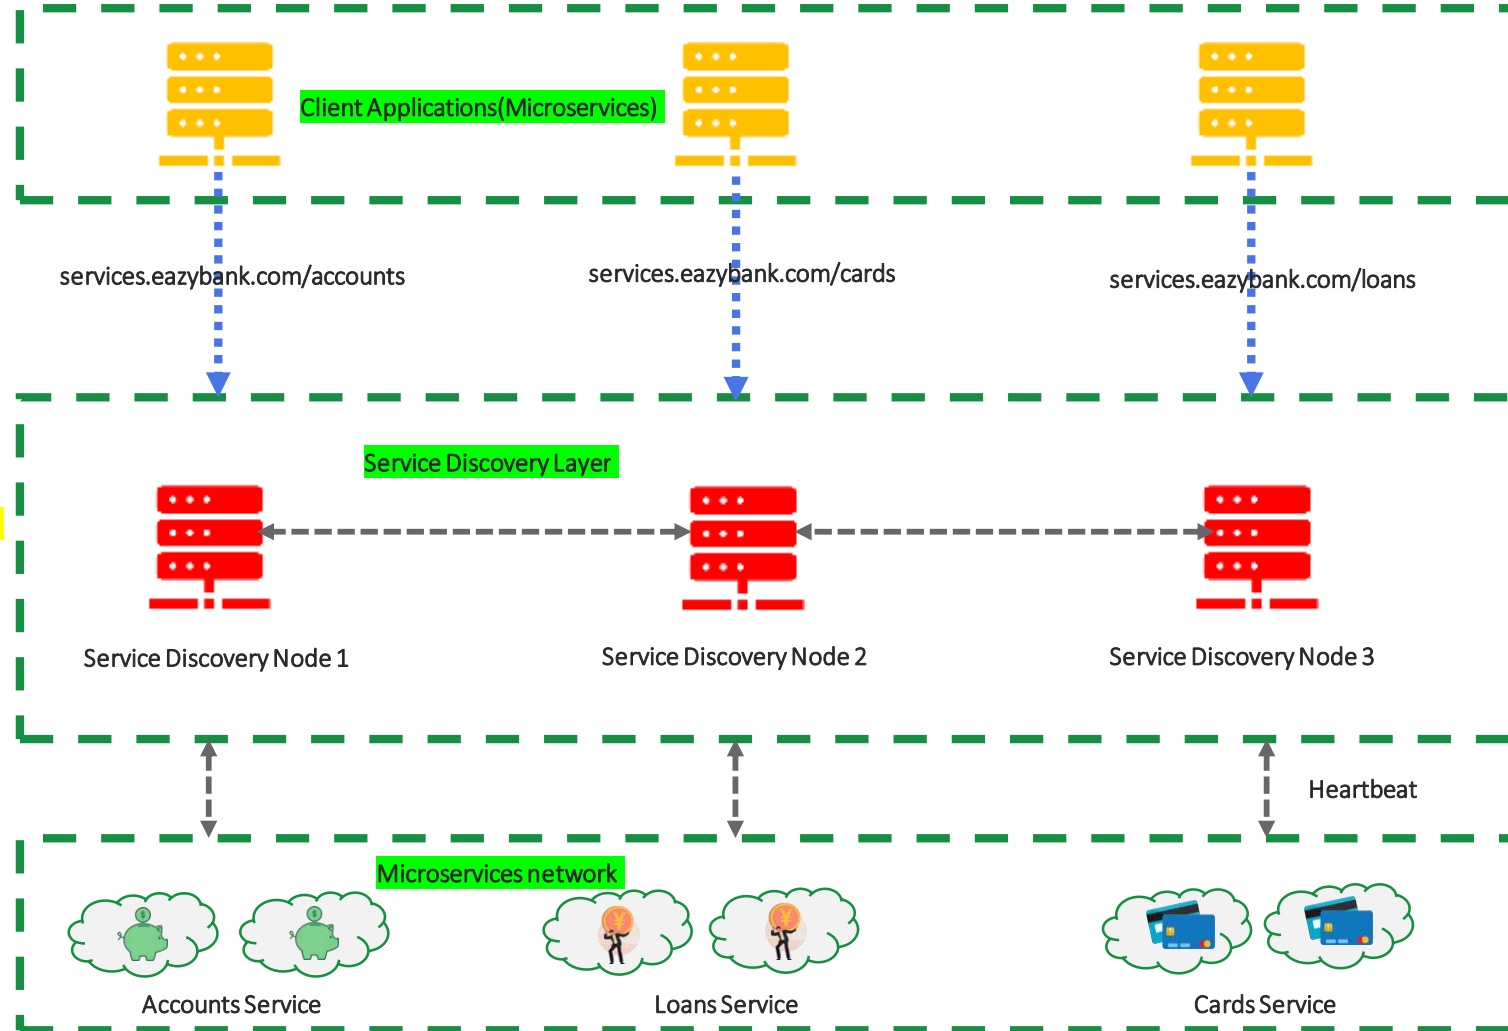 Client Applications(Microservices)
services.eazybank.com/accounts
services.eazybank.com/cards
services.eazybank.com/loans
Service Discovery Layer
Service Discovery Node 1
Service Discovery Node 2
Service Discovery Node 3
Heartbeat
Microservices network
$
$
¥
¥
Accounts Service
Loans Service
Cards Service